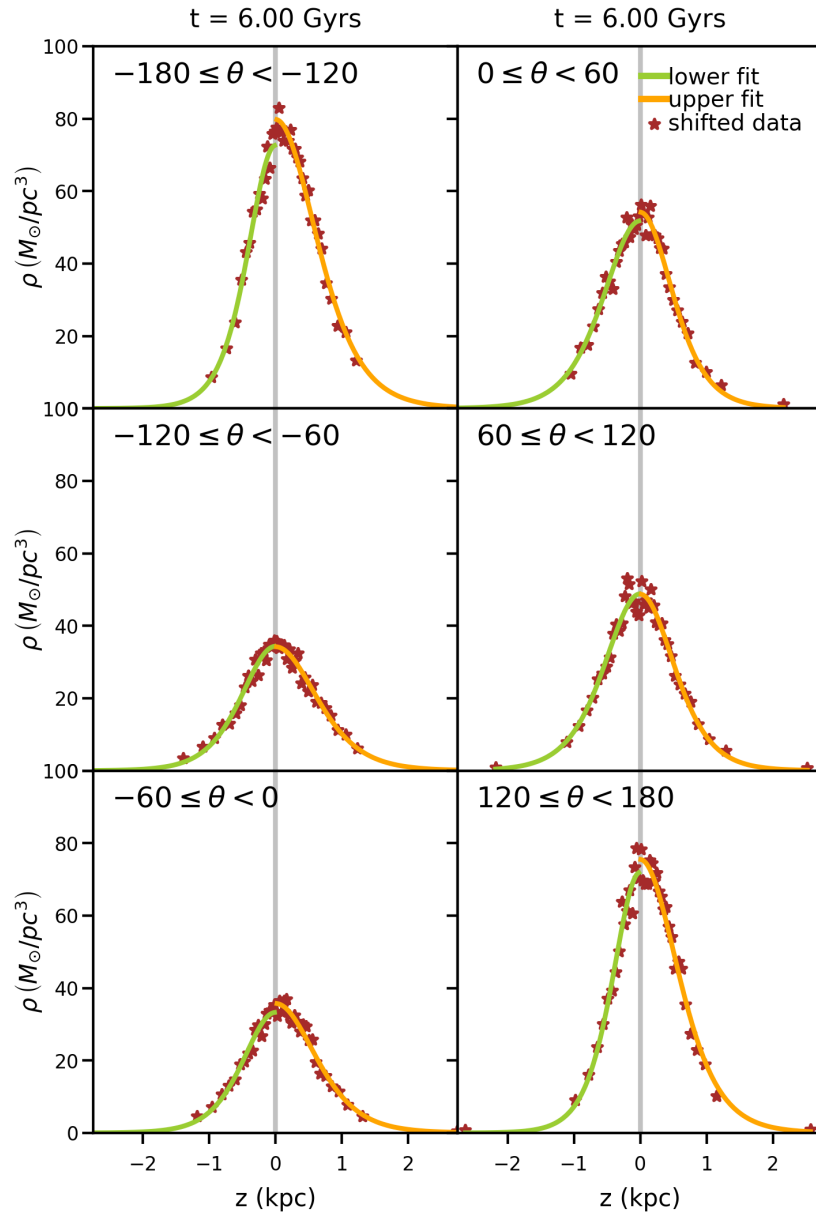 t = 6.00 Gyrs
t = 6.00 Gyrs
−180 ≤ θ < −120
0 ≤ θ < 60
lower fit
upper fit
shifted data
100
80
60
40
20
ρ (M⊙/pc³)
−120 ≤ θ < −60
60 ≤ θ < 120
100
80
60
40
20
ρ (M⊙/pc³)
−60 ≤ θ < 0
120 ≤ θ < 180
100
80
60
40
20
0
ρ (M⊙/pc³)
−2 −1 0 1 2
−2 −1 0 1 2
z (kpc)
z (kpc)